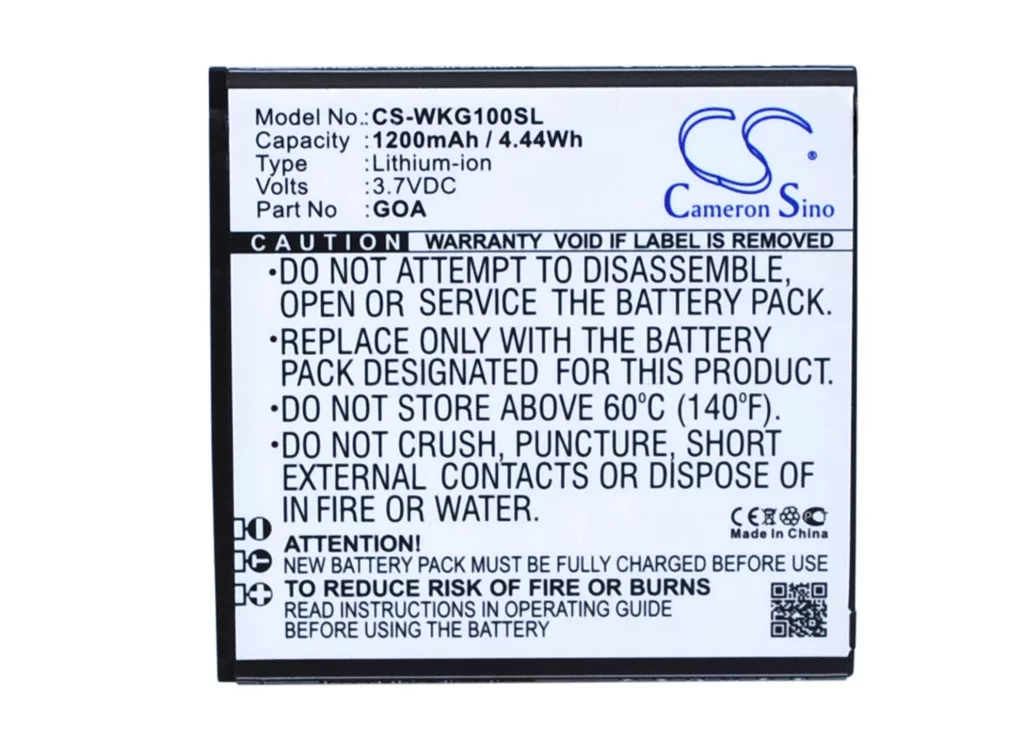 Model No.: CS-WKG100SL
Capacity : 1200mAh / 4.44Wh
Type : Lithium-ion
Volts : 3.7VDC
Part No : GOA
CS ®
Cameron Sino
CAUTION WARRANTY VOID IF LABEL IS REMOVED
•DO NOT ATTEMPT TO DISASSEMBLE,
OPEN OR SERVICE THE BATTERY PACK.
•REPLACE ONLY WITH THE BATTERY
PACK DESIGNATED FOR THIS PRODUCT.
•DO NOT STORE ABOVE 60°C (140°F).
•DO NOT CRUSH, PUNCTURE, SHORT
EXTERNAL CONTACTS OR DISPOSE OF
IN FIRE OR WATER.
CE
Made in China
ATTENTION!
NEW BATTERY PACK MUST BE FULLY CHARGED BEFORE USE
TO REDUCE RISK OF FIRE OR BURNS
READ INSTRUCTIONS IN OPERATING GUIDE
BEFORE USING THE BATTERY